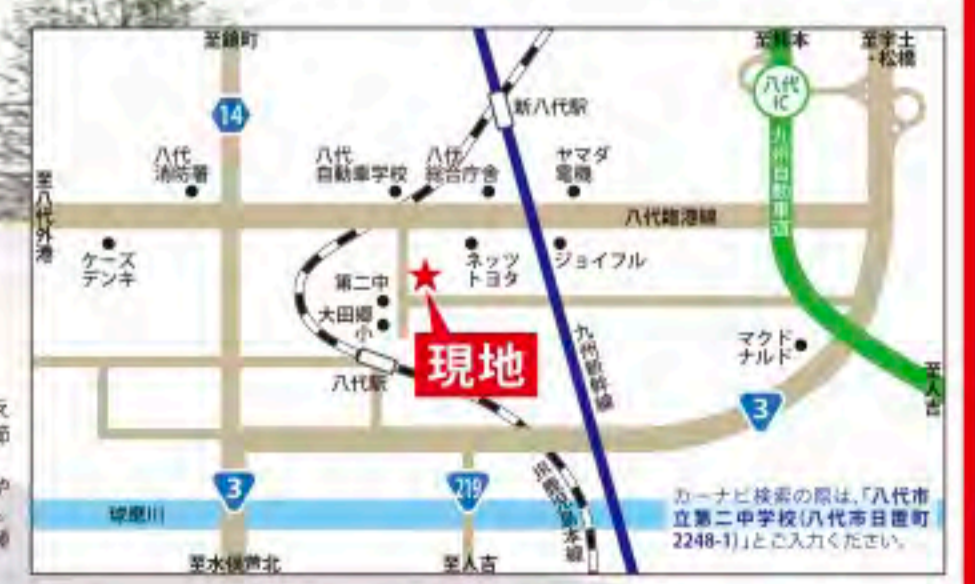 至鏡町
至熊本
至宇土
・松橋
14
八代
IC
新八代駅
八代
消防署
八代
自動車学校
八代
総合庁舎
ヤマダ
電機
九州自動車道
至八代外港
八代臨港線
ケーズ
デンキ
ネッツ
トヨタ
ジョイフル
第二中
大田郷
小
現地
八代駅
九州新幹線
マクド
ナルド
至人吉
3
3
219
球磨川
JR鹿児島本線
カーナビ検索の際は、「八代市
立第二中学校(八代市日置町
2248-1)」とご入力ください。
至水俣芦北
至人吉